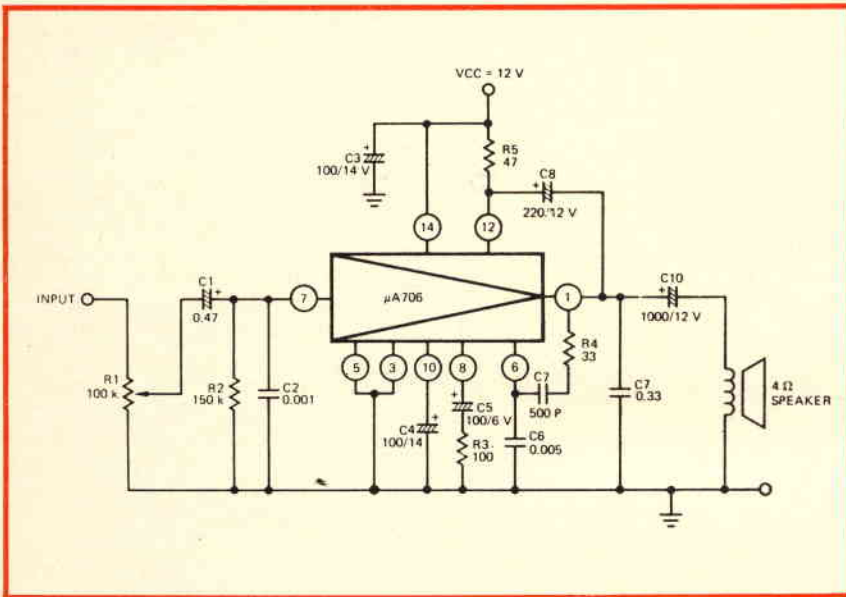 VCC = 12 V
C3
100/14 V
R5
47
C8
220/12 V
14
12
INPUT
C1
0.47
7
μA706
1
C10
1000/12 V
R4
33
R1
100 k
R2
150 k
C2
0.001
5
3
10
8
6
C7
500 P
C7
0.33
4 Ω
SPEAKER
C4
100/14
C5
100/6 V
R3
100
C6
0.005